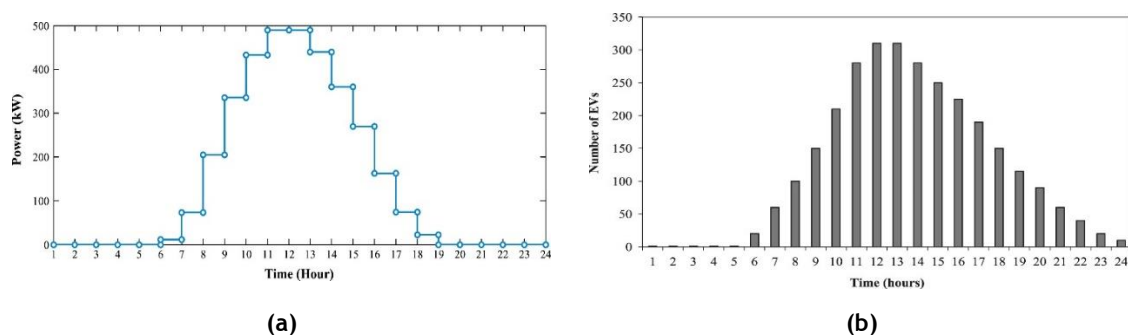 500
400
300
200
100
0
Power (kW)
1 2 3 4 5 6 7 8 9 10 11 12 13 14 15 16 17 18 19 20 21 22 23 24
Time (Hour)
(a)
350
300
250
200
150
100
50
0
Number of EVs
1 2 3 4 5 6 7 8 9 10 11 12 13 14 15 16 17 18 19 20 21 22 23 24
Time (hours)
(b)